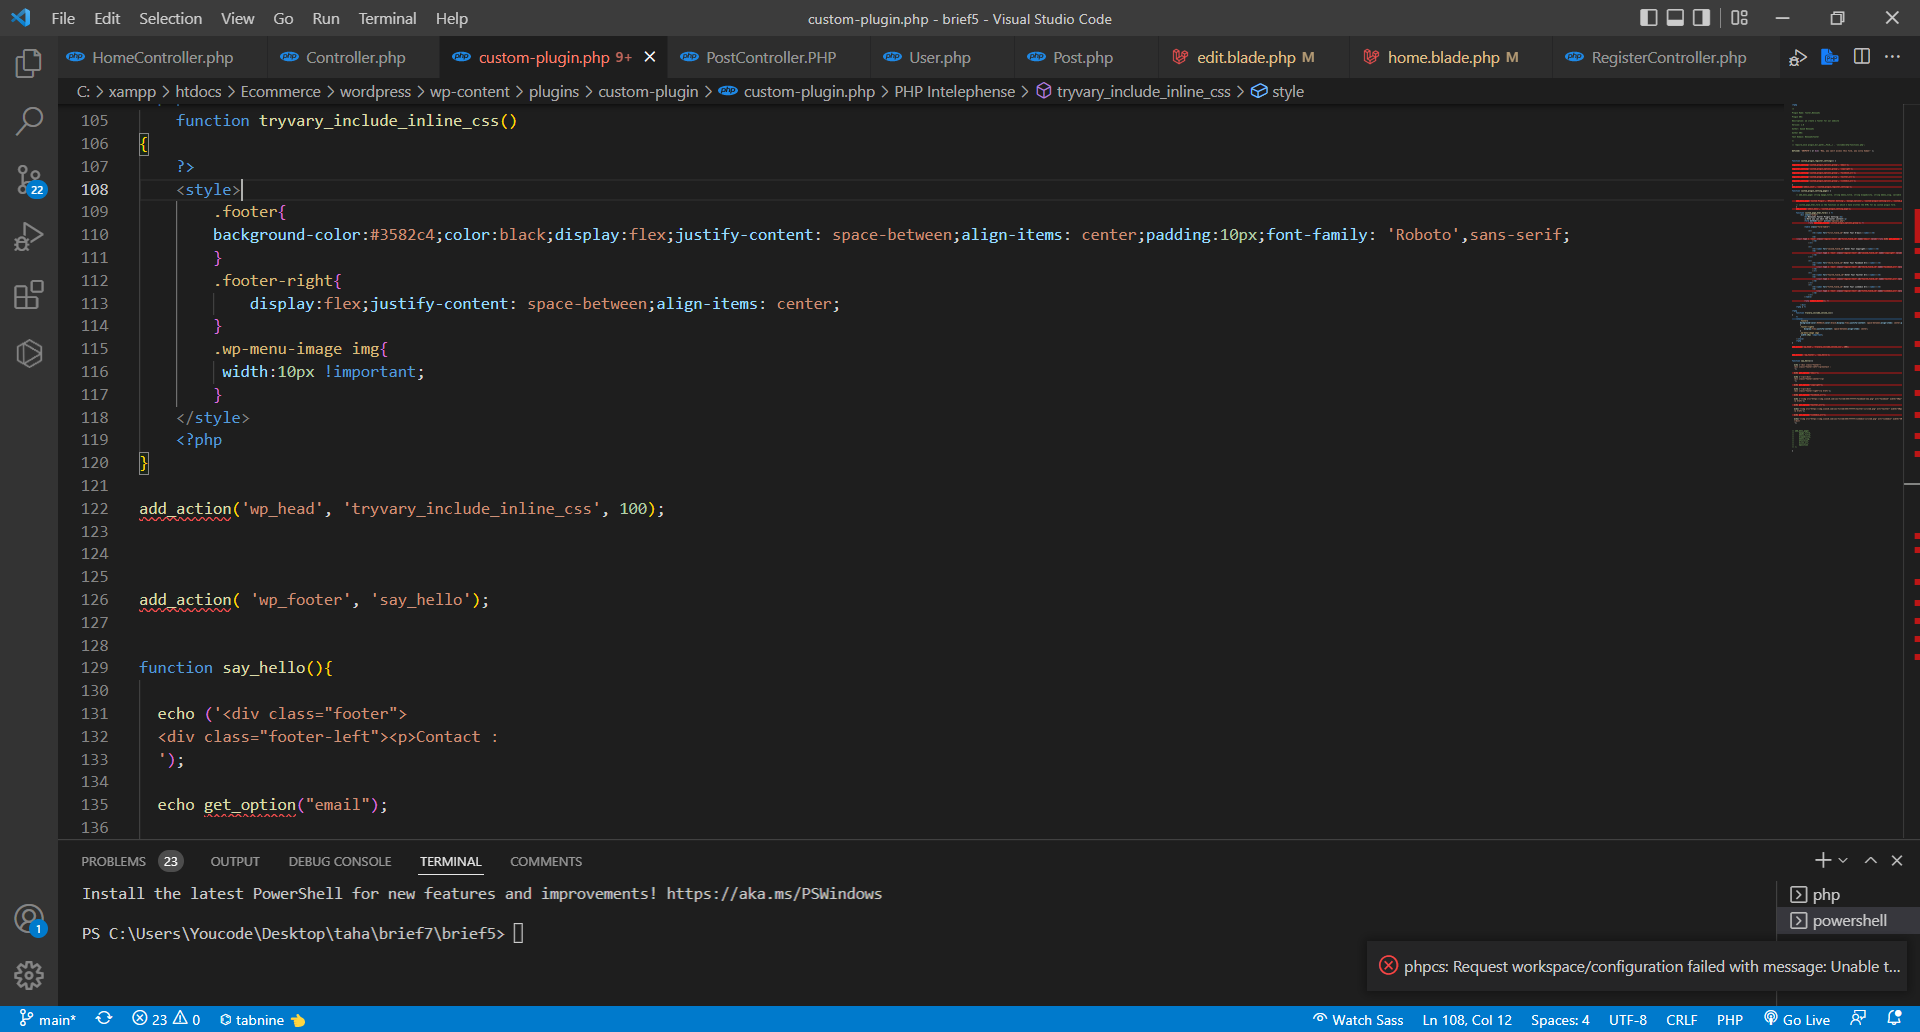 File Edit Selection View Go Run Terminal Help
custom-plugin.php - brief5 - Visual Studio Code
HomeController.php Controller.php custom-plugin.php 9+ PostController.PHP User.php Post.php edit.blade.php M home.blade.php M RegisterController.php
C: > xampp > htdocs > Ecommerce > wordpress > wp-content > plugins > custom-plugin > custom-plugin.php > PHP Intelephense > tryvary_include_inline_css > style
105 function tryvary_include_inline_css()
106 {
107 ?>
108 <style>
109 .footer{
110 background-color:#3582c4;color:black;display:flex;justify-content: space-between;align-items: center;padding:10px;font-family: 'Roboto',sans-serif;
111 }
112 .footer-right{
113 display:flex;justify-content: space-between;align-items: center;
114 }
115 .wp-menu-image img{
116 width:10px !important;
117 }
118 </style>
119 <?php
120 }
121
122 add_action('wp_head', 'tryvary_include_inline_css', 100);
123
124
125
126 add_action( 'wp_footer', 'say_hello');
127
128
129 function say_hello(){
130
131 echo ('<div class="footer">
132 <div class="footer-left"><p>Contact :
133 ');
134
135 echo get_option("email");
136
22
1
PROBLEMS 23 OUTPUT DEBUG CONSOLE TERMINAL COMMENTS
Install the latest PowerShell for new features and improvements! https://aka.ms/PSWindows
PS C:\Users\Youcode\Desktop\taha\brief7\brief5>
php
powershell
phpcs: Request workspace/configuration failed with message: Unable t...
main* 23 0 tabnine Watch Sass Ln 108, Col 12 Spaces: 4 UTF-8 CRLF PHP Go Live